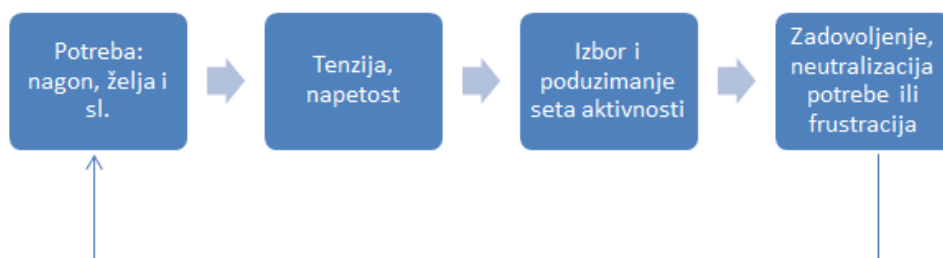 Potreba:
nagon, želja i
sl.
Tenzija,
napetost
Izbor i
poduzimanje
seta aktivnosti
Zadovoljenje,
neutralizacija
potrebe ili
frustracija